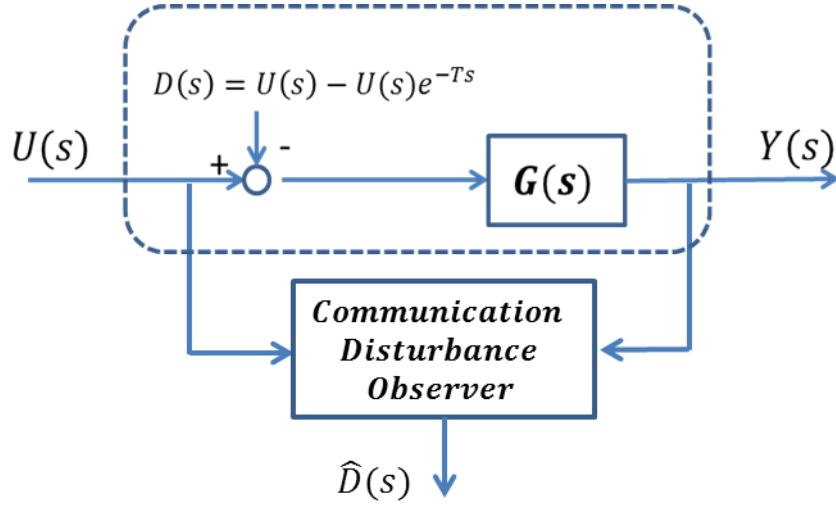 D(s) = U(s) − U(s)e^{−Ts}
U(s)
+
-
G(s)
Y(s)
Communication
Disturbance
Observer
D̂(s)